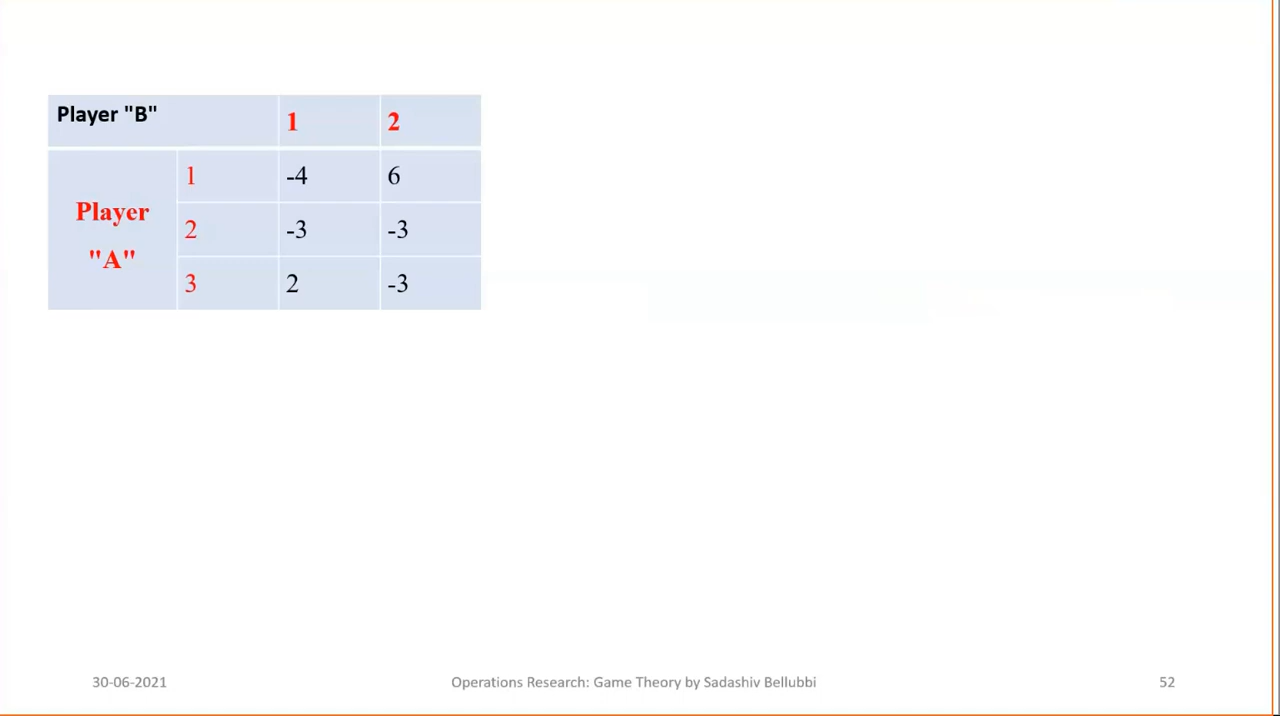 Player "B" 1 2
1 -4 6
Player "A" 2 -3 -3
3 2 -3
30-06-2021 Operations Research: Game Theory by Sadashiv Bellubbi 52